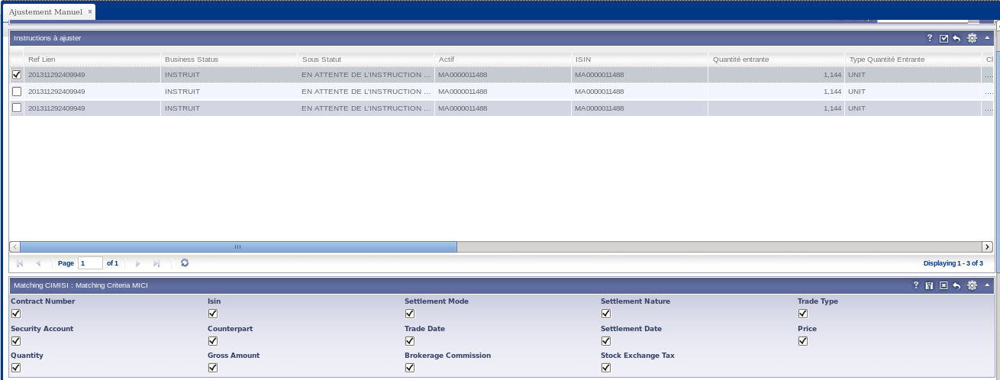 Ajustement Manuel ×
Instructions à ajuster ?
Ref Lien Business Status Sous Statut Actif ISIN Quantité entrante Type Quantité Entrante
201311292409949 INSTRUIT EN ATTENTE DE L'INSTRUCTION ... MA0000011488 MA0000011488 1,144 UNIT ....
201311292409949 INSTRUIT EN ATTENTE DE L'INSTRUCTION ... MA0000011488 MA0000011488 1,144 UNIT ....
201311292409949 INSTRUIT EN ATTENTE DE L'INSTRUCTION ... MA0000011488 MA0000011488 1,144 UNIT ....
Page 1 of 1 Displaying 1 - 3 of 3
Matching CIMISI : Matching Criteria MICI ?
Contract Number Isin Settlement Mode Settlement Nature Trade Type
Security Account Counterpart Trade Date Settlement Date Price
Quantity Gross Amount Brokerage Commission Stock Exchange Tax